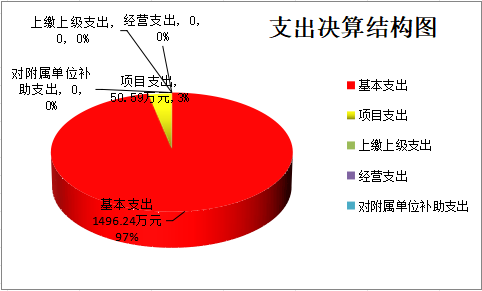 支出决算结构图
上缴上级支出,
0, 0%
经营支出, 0,
0%
对附属单位补
助支出, 0,
0%
项目支出,
50.59万元,3%
基本支出
1496.24万元
97%
基本支出
项目支出
上缴上级支出
经营支出
对附属单位补助支出